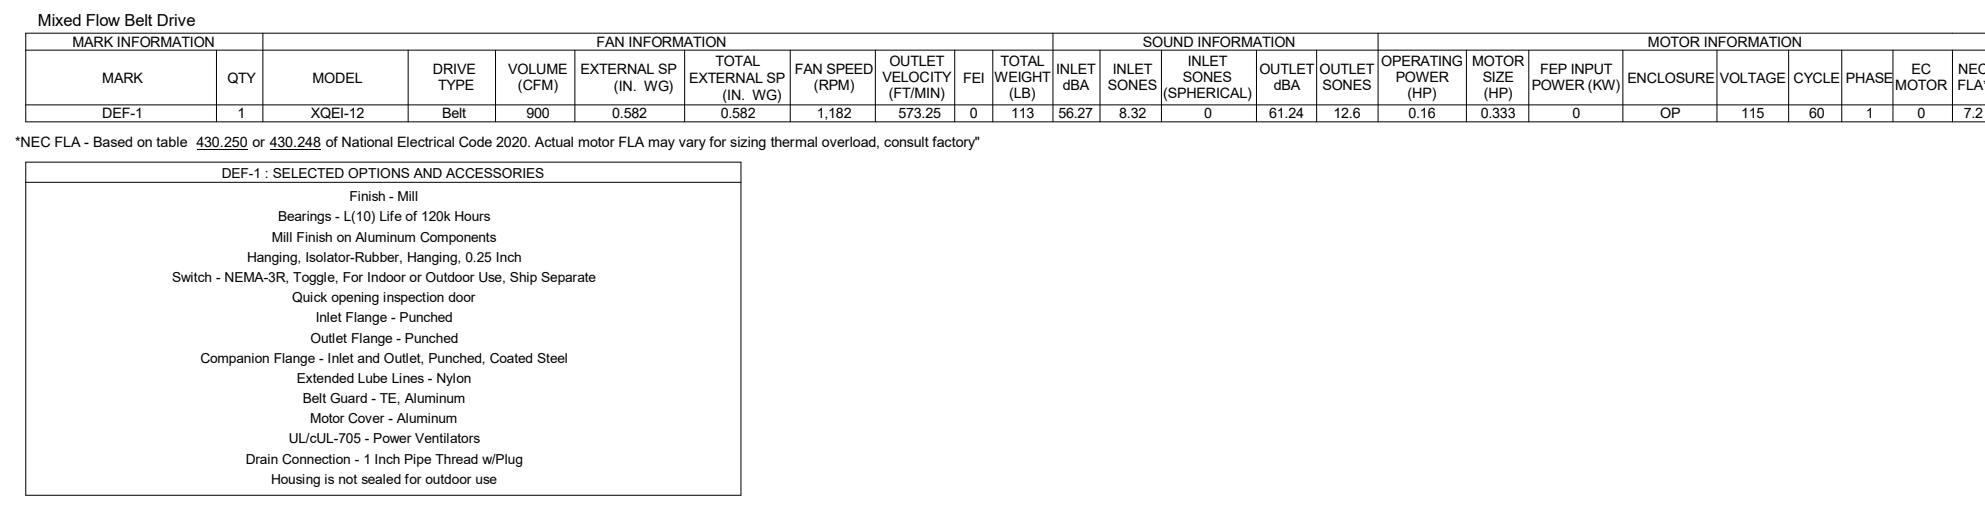 Mixed Flow Belt Drive
MARK INFORMATION FAN INFORMATION SOUND INFORMATION MOTOR INFORMATION
MARK QTY MODEL DRIVE TYPE VOLUME (CFM) EXTERNAL SP (IN. WG) TOTAL EXTERNAL SP (IN. WG) FAN SPEED (RPM) OUTLET VELOCITY (FT/MIN) FEI TOTAL WEIGHT (LB) INLET dBA INLET SONES INLET SONES (SPHERICAL) OUTLET dBA OUTLET SONES OPERATING POWER (HP) MOTOR SIZE (HP) FEP INPUT POWER (KW) ENCLOSURE VOLTAGE CYCLE PHASE EC MOTOR NEC FLA*
DEF-1 1 XQEI-12 Belt 900 0.582 0.582 1,182 573.25 0 113 56.27 8.32 0 61.24 12.6 0.16 0.333 0 OP 115 60 1 0 7.2
*NEC FLA - Based on table 430.250 or 430.248 of National Electrical Code 2020. Actual motor FLA may vary for sizing thermal overload, consult factory"
DEF-1 : SELECTED OPTIONS AND ACCESSORIES
Finish - Mill
Bearings - L(10) Life of 120k Hours
Mill Finish on Aluminum Components
Hanging, Isolator-Rubber, Hanging, 0.25 Inch
Switch - NEMA-3R, Toggle, For Indoor or Outdoor Use, Ship Separate
Quick opening inspection door
Inlet Flange - Punched
Outlet Flange - Punched
Companion Flange - Inlet and Outlet, Punched, Coated Steel
Extended Lube Lines - Nylon
Belt Guard - TE, Aluminum
Motor Cover - Aluminum
UL/cUL-705 - Power Ventilators
Drain Connection - 1 Inch Pipe Thread w/Plug
Housing is not sealed for outdoor use